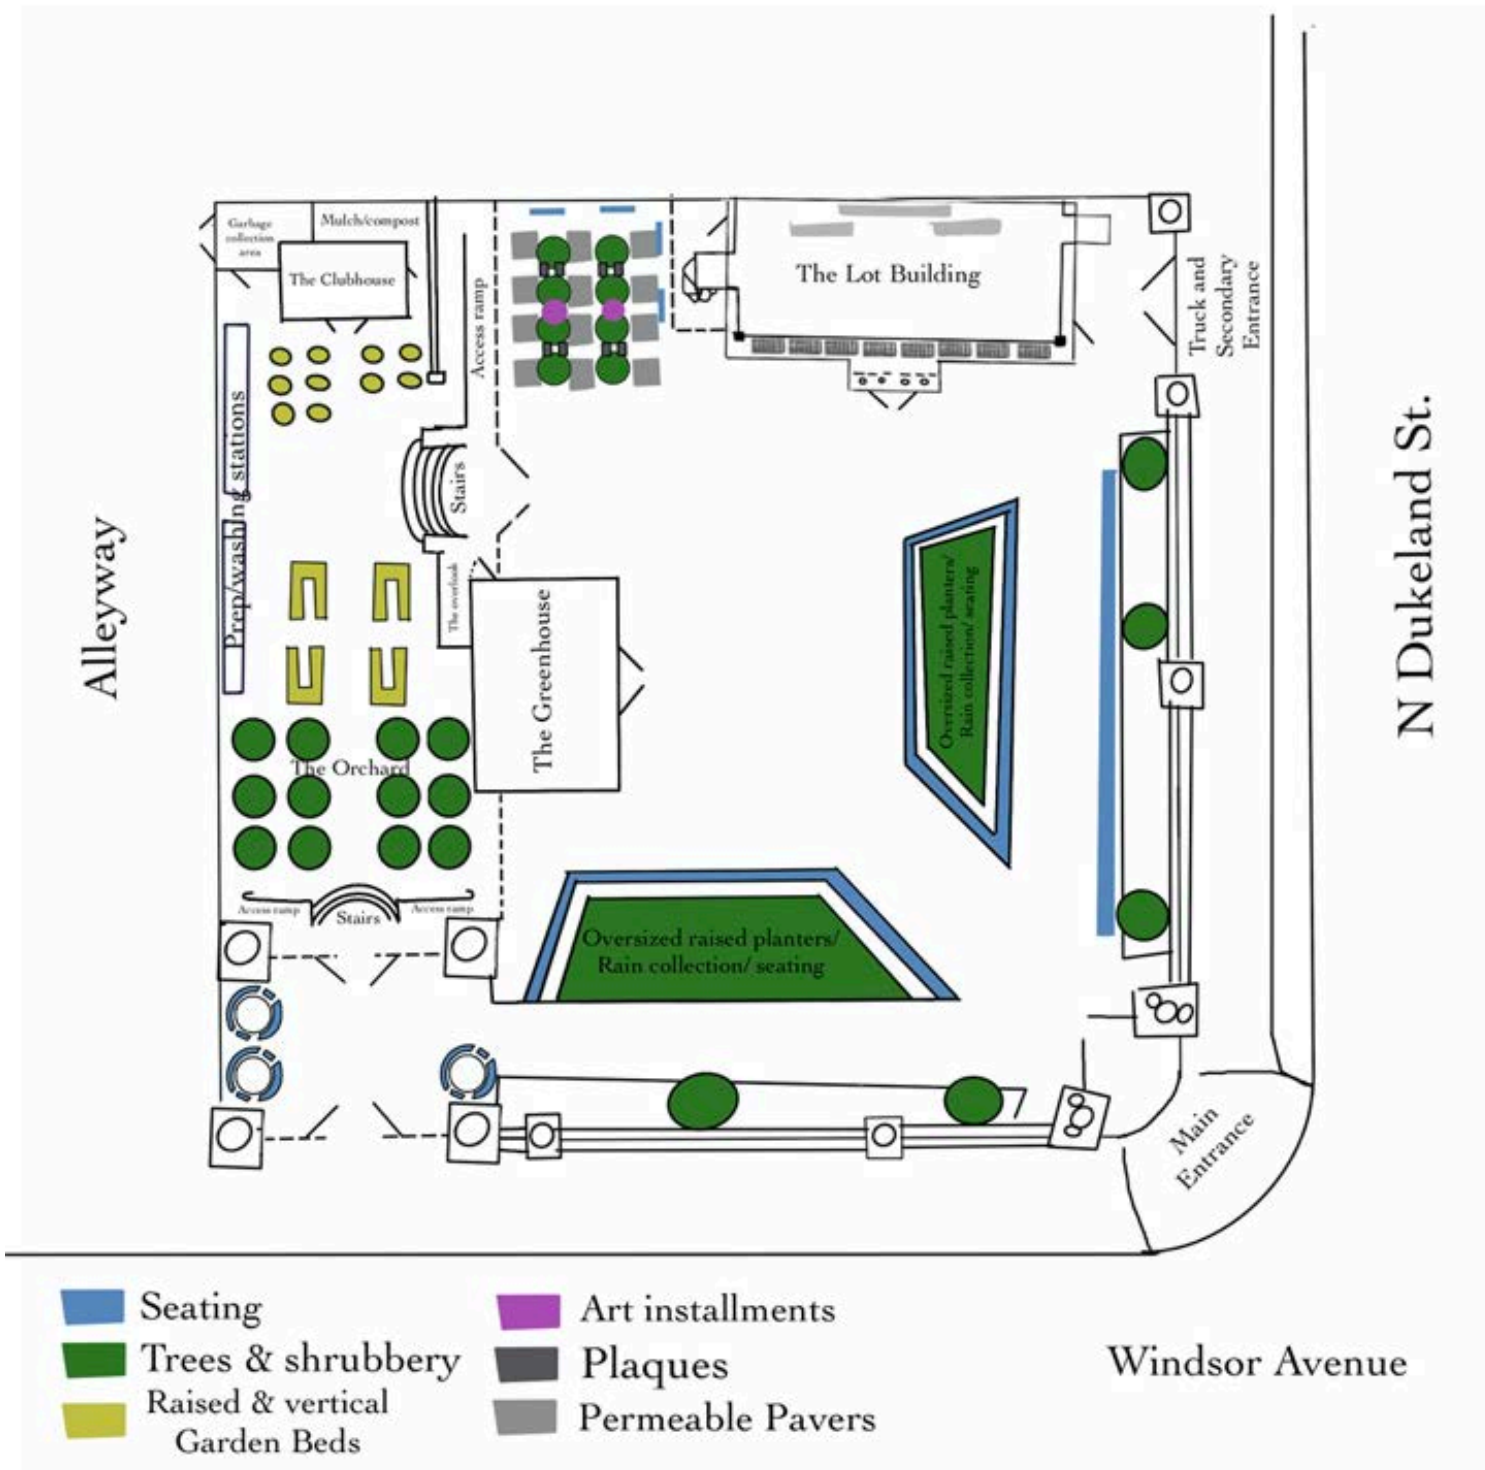 Garbage
collection
area
Mulch/compost
The Clubhouse
Access ramp
The Lot Building
Truck and
Secondary
Entrance
Prep/washing stations
Stairs
The overlook
The Greenhouse
Alleyway
N Dukeland St.
Oversized raised planters/
Rain collection/ seating
The Orchard
Access ramp
Stairs
Access ramp
Oversized raised planters/
Rain collection/ seating
Main
Entrance
Seating
Trees & shrubbery
Raised & vertical
Garden Beds
Art installments
Plaques
Permeable Pavers
Windsor Avenue